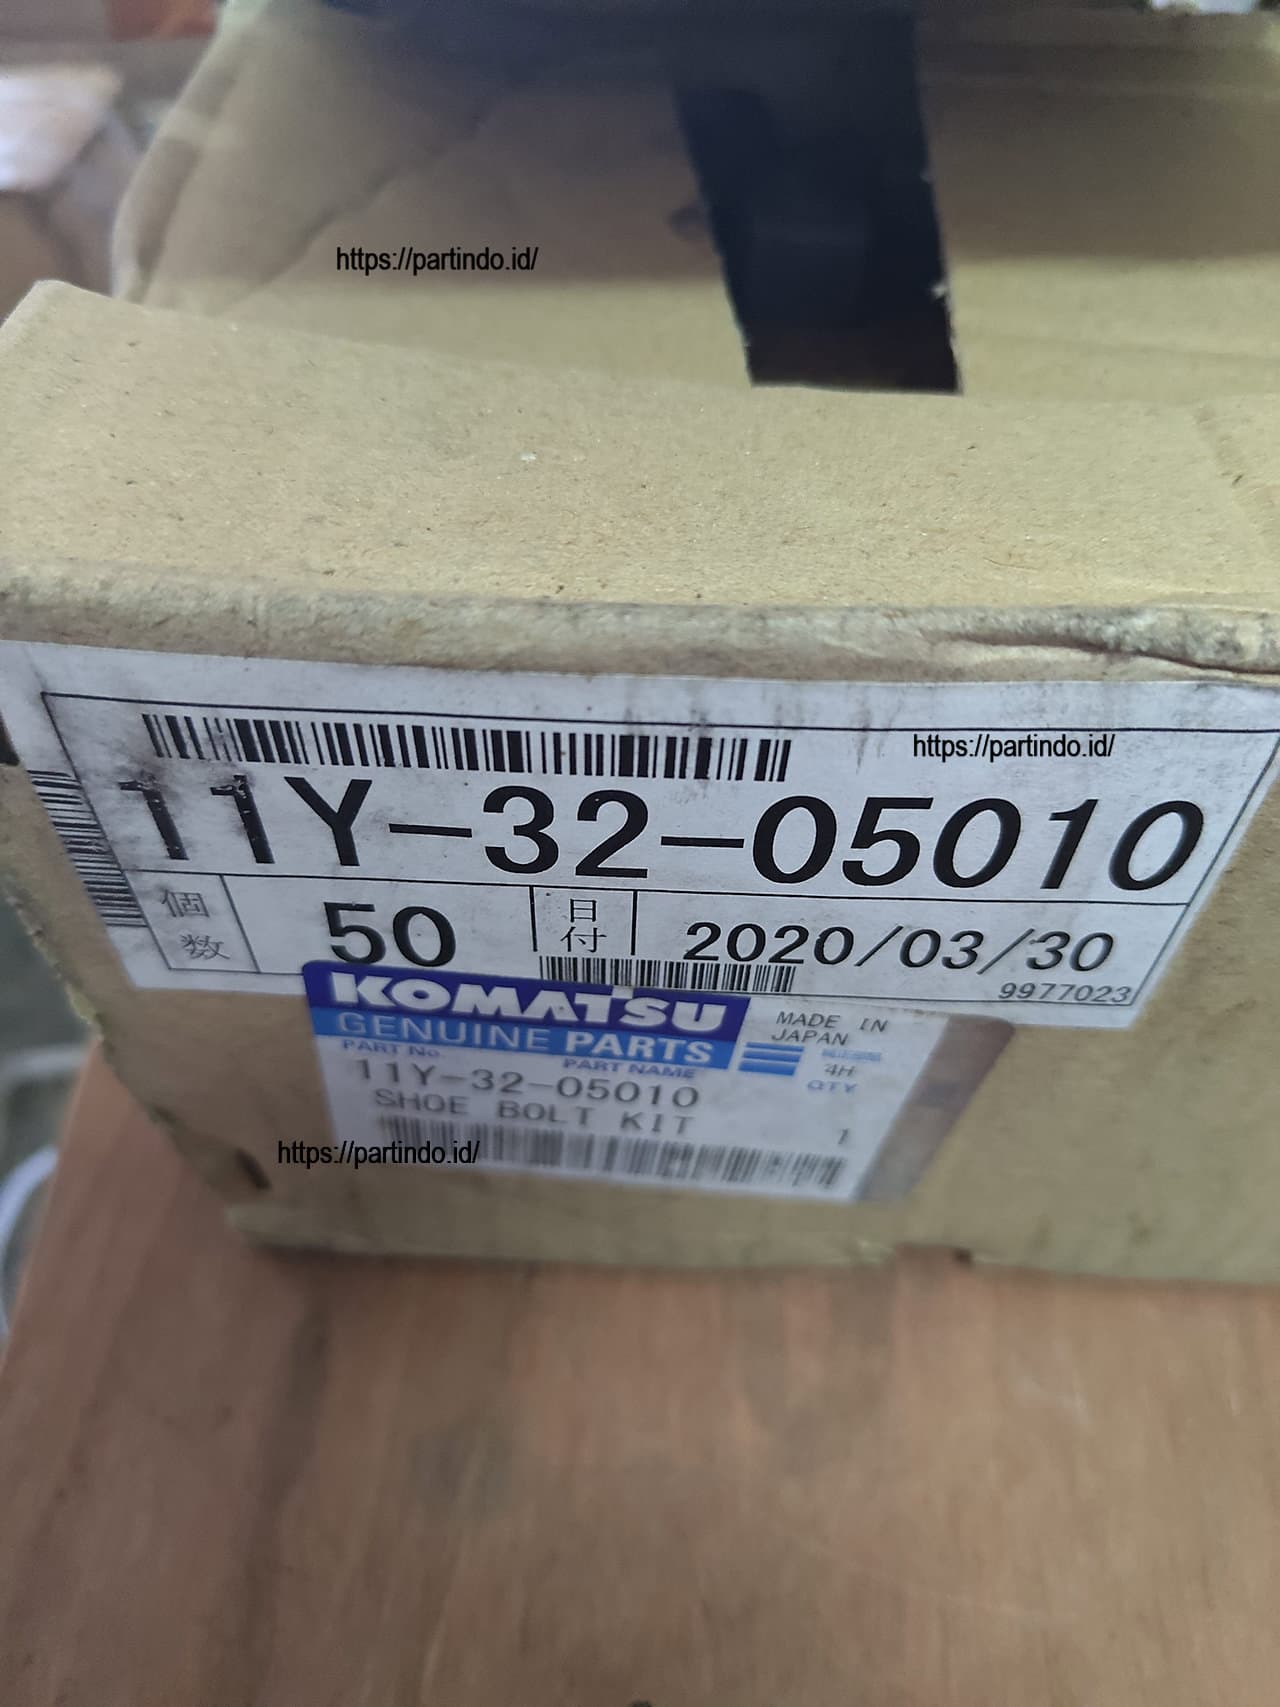 https://partindo.id/
https://partindo.id/
11Y-32-05010
個数
50
日付
2020/03/30
9977023
KOMATSU
GENUINE PARTS
MADE IN
JAPAN
PART No.
PART NAME
4H
QTY
11Y-32-05010
SHOE BOLT KIT
1
https://partindo.id/